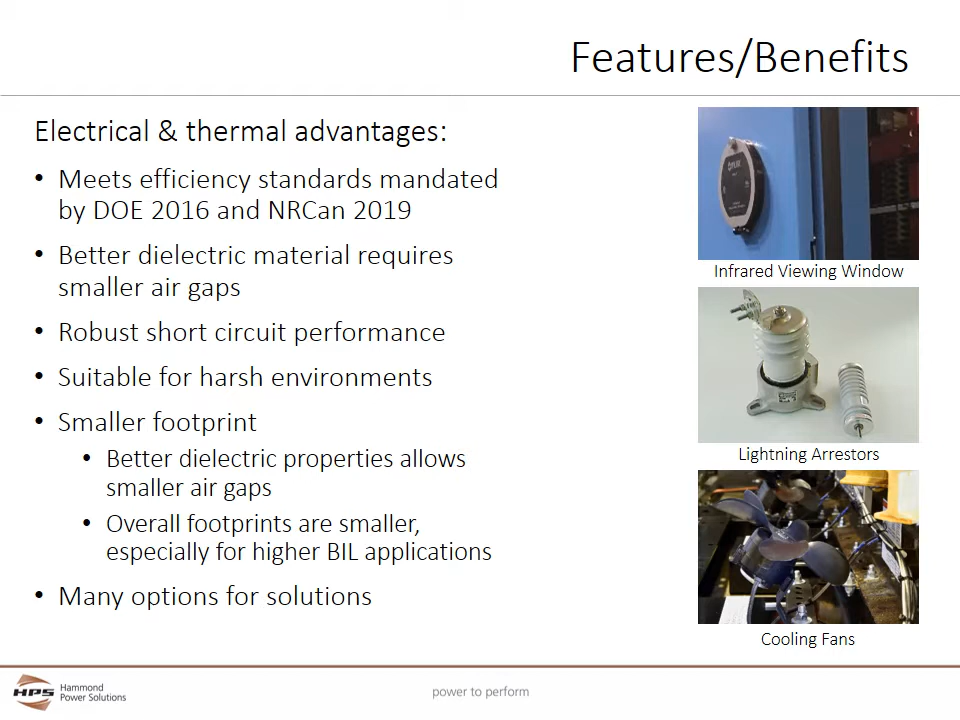 Features/Benefits
Electrical & thermal advantages:
• Meets efficiency standards mandated
by DOE 2016 and NRCan 2019
• Better dielectric material requires
smaller air gaps
• Robust short circuit performance
• Suitable for harsh environments
• Smaller footprint
• Better dielectric properties allows
smaller air gaps
• Overall footprints are smaller,
especially for higher BIL applications
• Many options for solutions
Infrared Viewing Window
Lightning Arrestors
Cooling Fans
HPS
Hammond
Power Solutions
power to perform